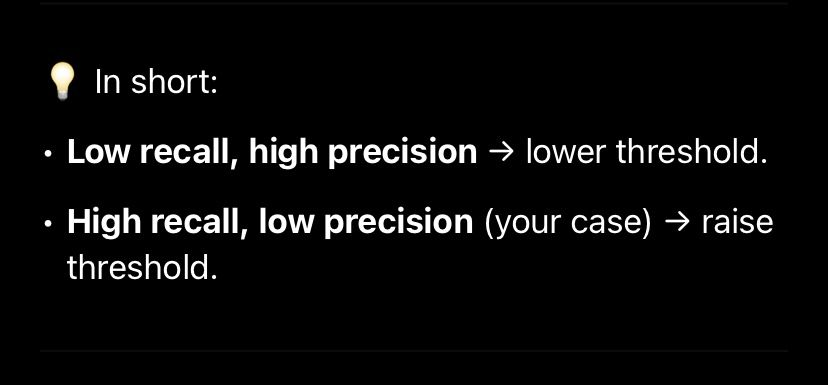 💡 In short:
• Low recall, high precision → lower threshold.
• High recall, low precision (your case) → raise
threshold.